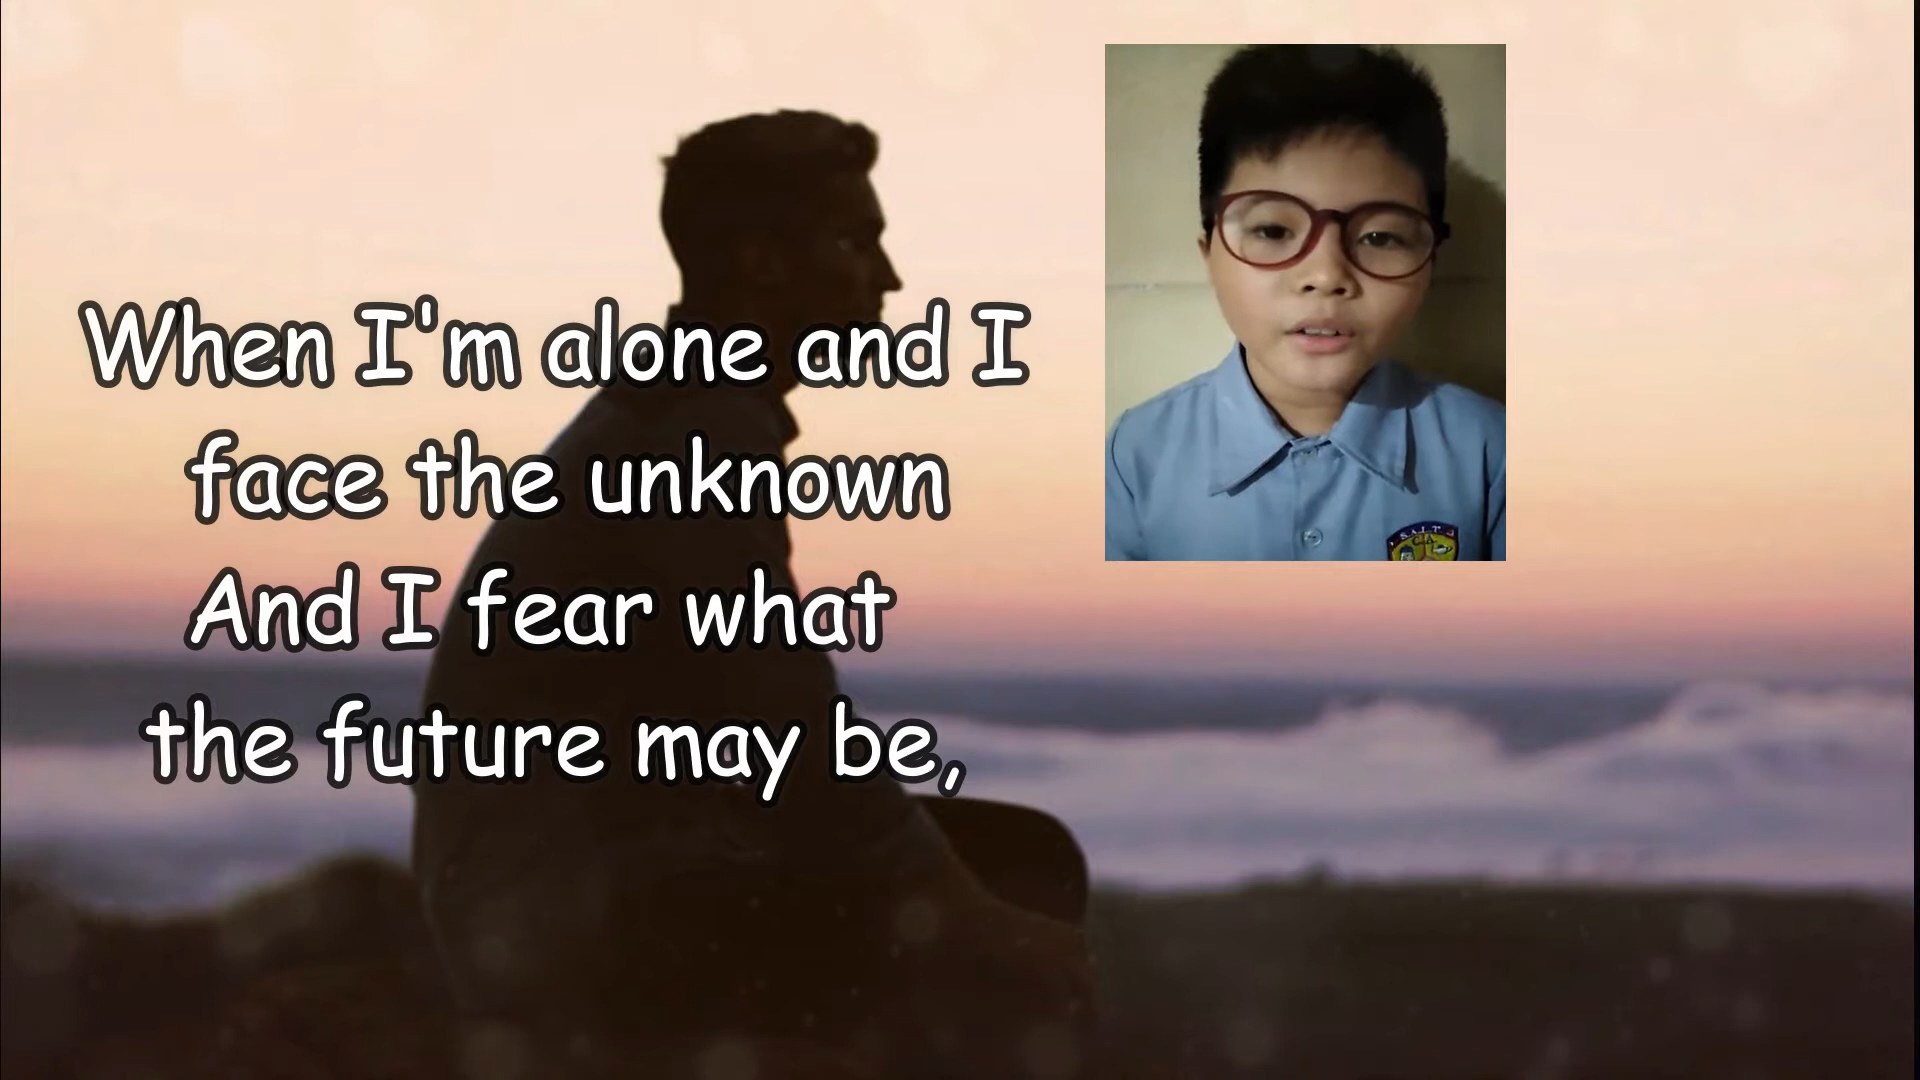 When I'm alone and I
face the unknown
And I fear what
the future may be,
S.A.L.T.
C.A.